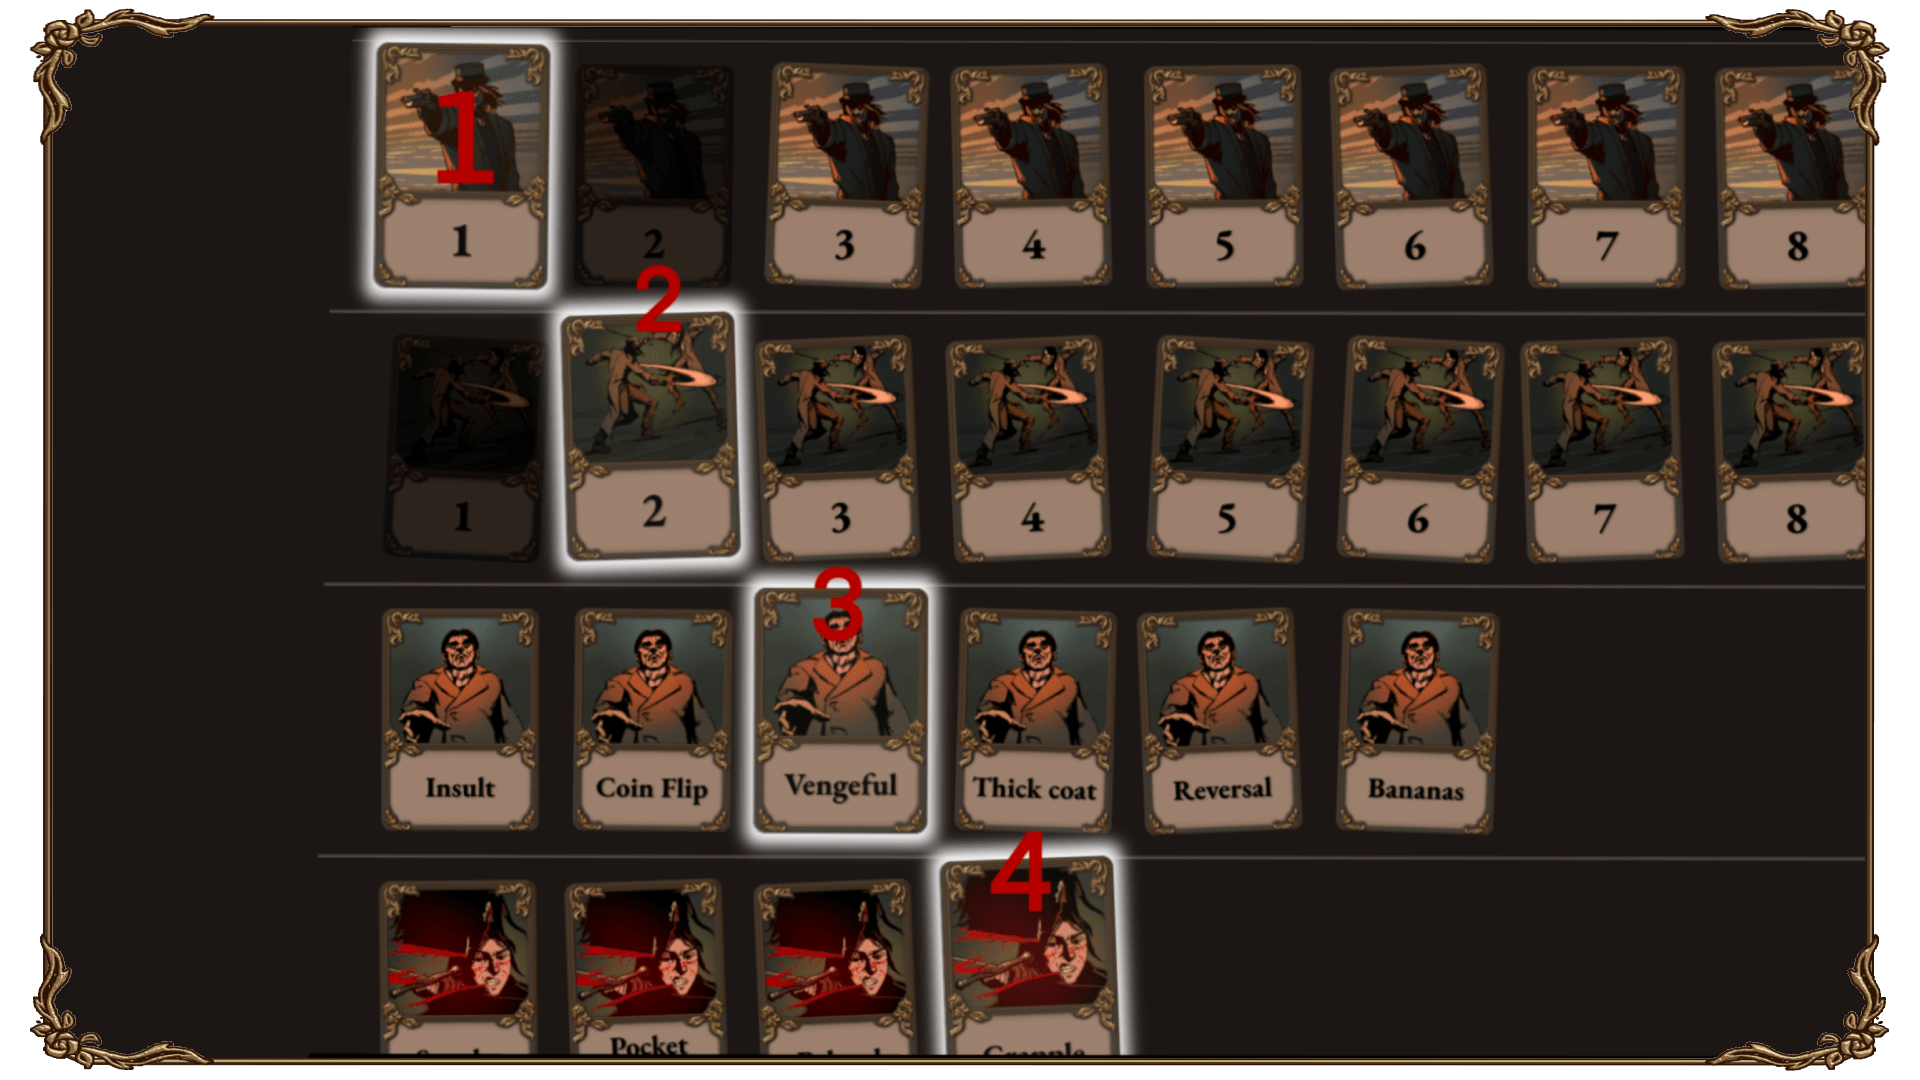 1
1 2 3 4 5 6 7 8
2
1 2 3 4 5 6 7 8
3
Insult Coin Flip Vengeful Thick coat Reversal Bananas
4
Pocket Grapple